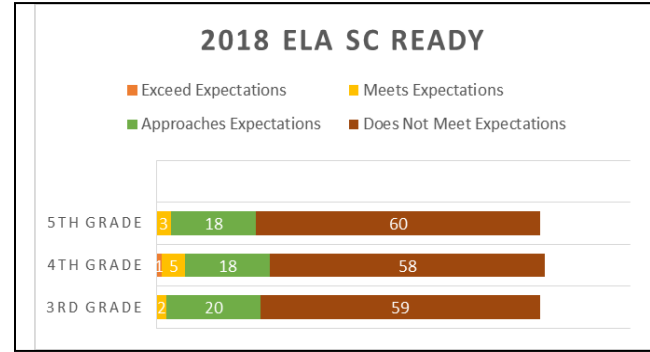 2018 ELA SC READY
Exceed Expectations Meets Expectations
Approaches Expectations Does Not Meet Expectations
5TH GRADE 3 18 60
4TH GRADE 1 5 18 58
3RD GRADE 2 20 59